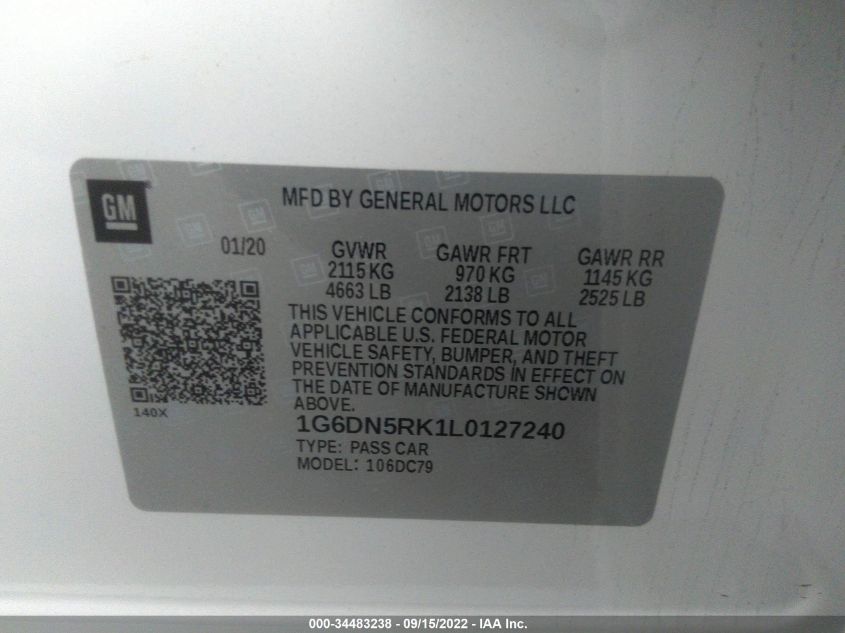 GM
MFD BY GENERAL MOTORS LLC
01/20
GVWR GAWR FRT GAWR RR
2115 KG 970 KG 1145 KG
4663 LB 2138 LB 2525 LB
THIS VEHICLE CONFORMS TO ALL
APPLICABLE U.S. FEDERAL MOTOR
VEHICLE SAFETY, BUMPER, AND THEFT
PREVENTION STANDARDS IN EFFECT ON
THE DATE OF MANUFACTURE SHOWN
ABOVE.
140X
1G6DN5RK1L0127240
TYPE: PASS CAR
MODEL: 106DC79
000-34483238 - 09/15/2022 - IAA Inc.